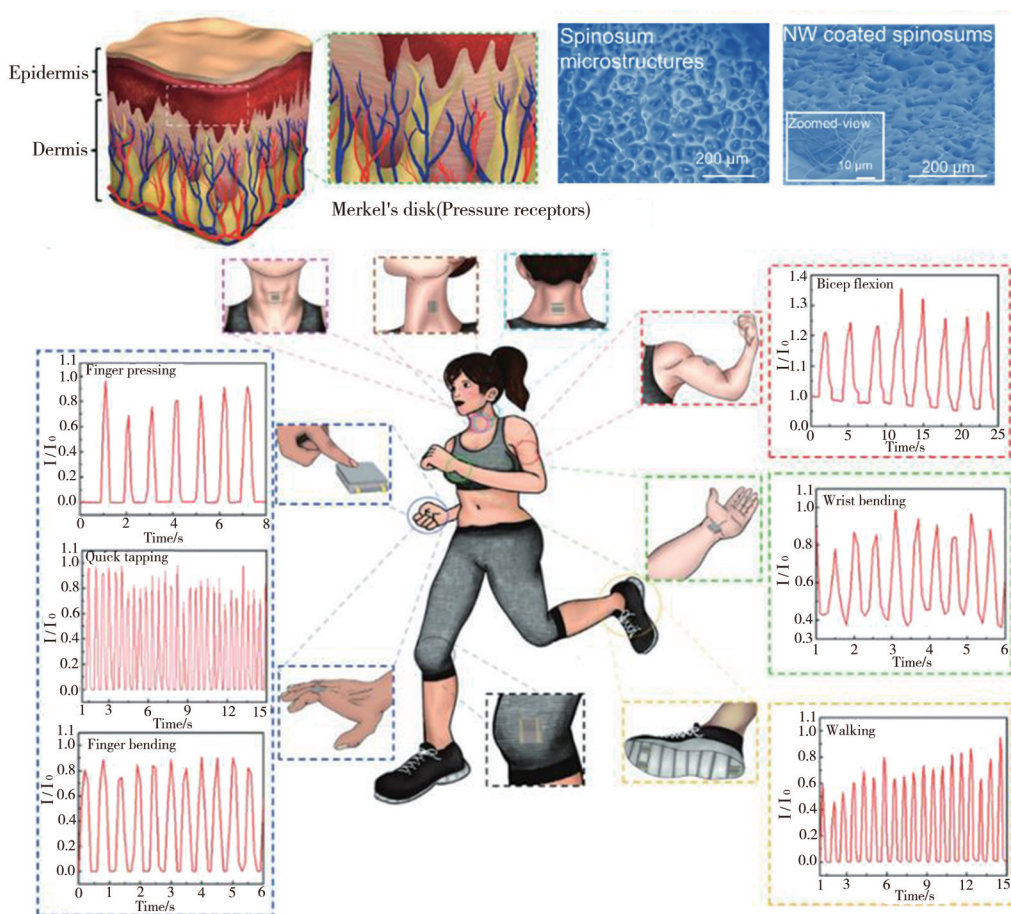 Epidermis
Dermis
Merkel's disk(Pressure receptors)
Spinosum
microstructures
200 μm
NW coated spinosums
Zoomed-view
10 μm
200 μm
Finger pressing
I / I0
1.1
1.0
0.8
0.6
0.4
0.2
0.0
0 2 4 6 8
Time/s
Quick tapping
I / I0
1.1
1.0
0.8
0.6
0.4
0.2
0.0
1 3 6 9 12 15
Time/s
Finger bending
I / I0
1.1
1.0
0.8
0.6
0.4
0.2
0.0
0 1 2 3 4 5 6
Time/s
Bicep flexion
I / I0
1.4
1.3
1.2
1.1
1.0
0.0
0 5 10 15 20 25
Time/s
Wrist bending
I / I0
1.0
0.8
0.6
0.4
0.3
1 2 3 4 5 6
Time/s
Walking
I / I0
1.1
1.0
0.8
0.6
0.4
0.2
0.0
1 3 6 9 12 15
Time/s